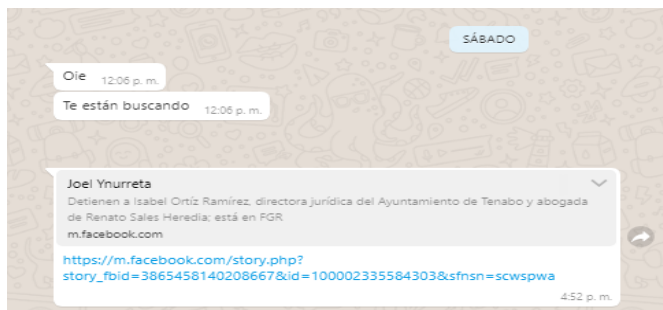 SÁBADO
Oie 12:06 p. m.
Te están buscando 12:06 p. m.
Joel Ynurreta
Detienen a Isabel Ortíz Ramírez, directora jurídica del Ayuntamiento de Tenabo y abogada
de Renato Sales Heredia; está en FGR
m.facebook.com
https://m.facebook.com/story.php?
story_fbid=3865458140208667&id=100002335584303&sfnsn=scwspwa
4:52 p. m.